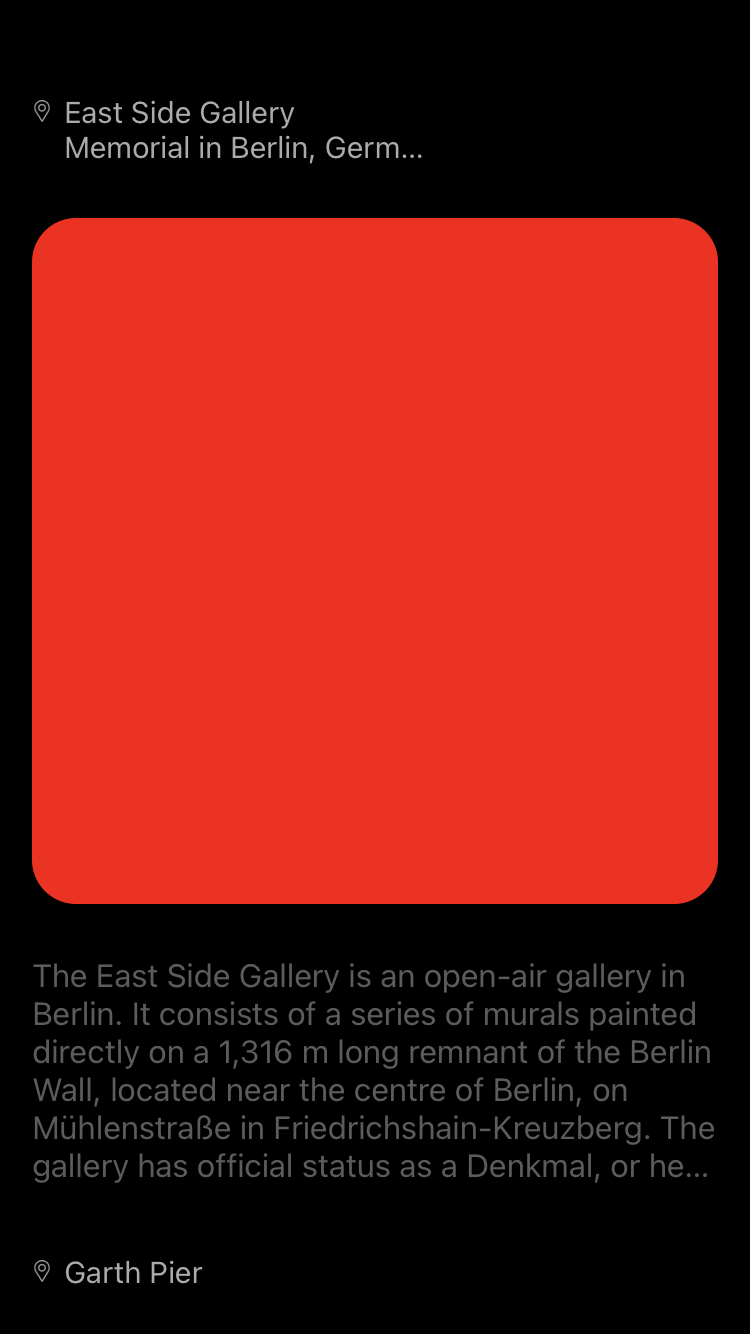 East Side Gallery
Memorial in Berlin, Germ...
The East Side Gallery is an open-air gallery in
Berlin. It consists of a series of murals painted
directly on a 1,316 m long remnant of the Berlin
Wall, located near the centre of Berlin, on
Mühlenstraße in Friedrichshain-Kreuzberg. The
gallery has official status as a Denkmal, or he...
Garth Pier